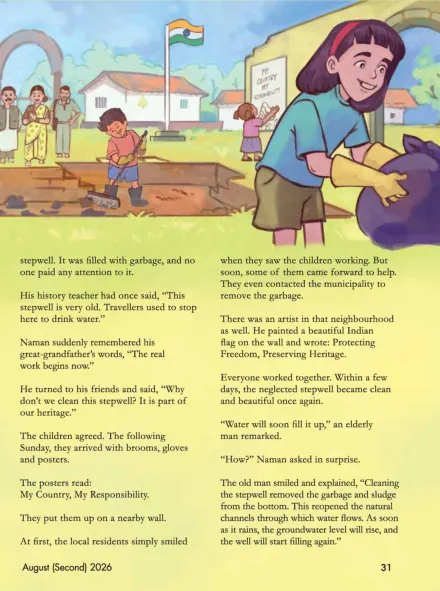 MY
COUNTRY
MY
RESPONSIBILITY
stepwell. It was filled with garbage, and no
one paid any attention to it.
His history teacher had once said, “This
stepwell is very old. Travellers used to stop
here to drink water.”
Naman suddenly remembered his
great-grandfather’s words, “The real
work begins now.”
He turned to his friends and said, “Why
don’t we clean this stepwell? It is part of
our heritage.”
The children agreed. The following
Sunday, they arrived with brooms, gloves
and posters.
The posters read:
My Country, My Responsibility.
They put them up on a nearby wall.
At first, the local residents simply smiled
when they saw the children working. But
soon, some of them came forward to help.
They even contacted the municipality to
remove the garbage.
There was an artist in that neighbourhood
as well. He painted a beautiful Indian
flag on the wall and wrote: Protecting
Freedom, Preserving Heritage.
Everyone worked together. Within a few
days, the neglected stepwell became clean
and beautiful once again.
“Water will soon fill it up,” an elderly
man remarked.
“How?” Naman asked in surprise.
The old man smiled and explained, “Cleaning
the stepwell removed the garbage and sludge
from the bottom. This reopened the natural
channels through which water flows. As soon
as it rains, the groundwater level will rise, and
the well will start filling again.”
August (Second) 2026
31